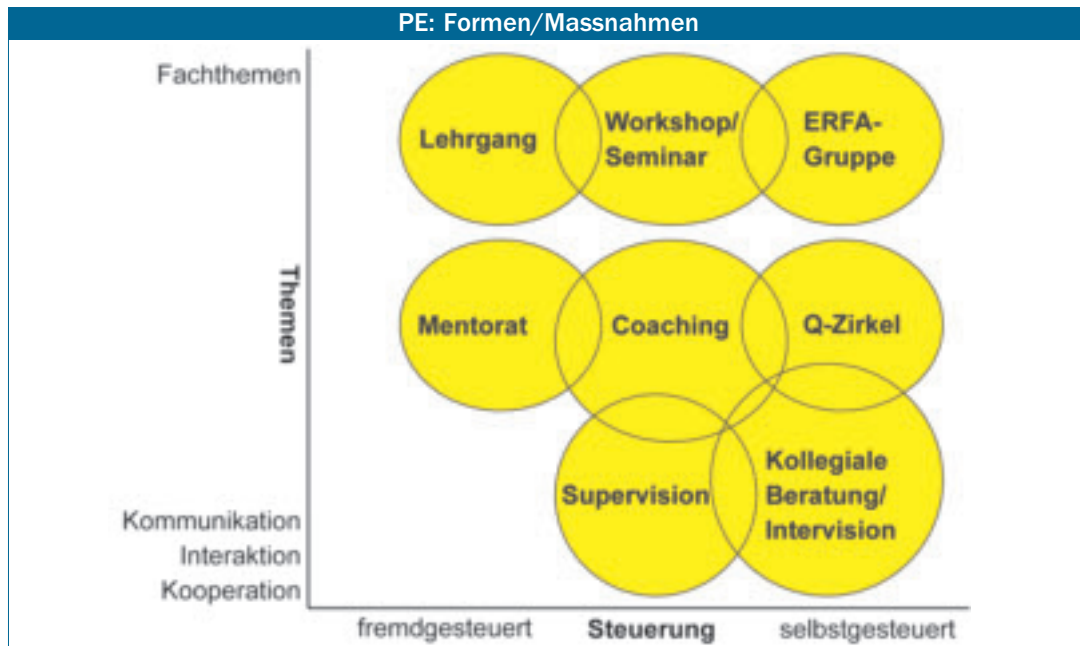 PE: Formen/Massnahmen
Fachthemen
Lehrgang
Workshop/
Seminar
ERFA-
Gruppe
Themen
Mentorat
Coaching
Q-Zirkel
Supervision
Kollegiale
Beratung/
Intervision
Kommunikation
Interaktion
Kooperation
fremdgesteuert
Steuerung
selbstgesteuert